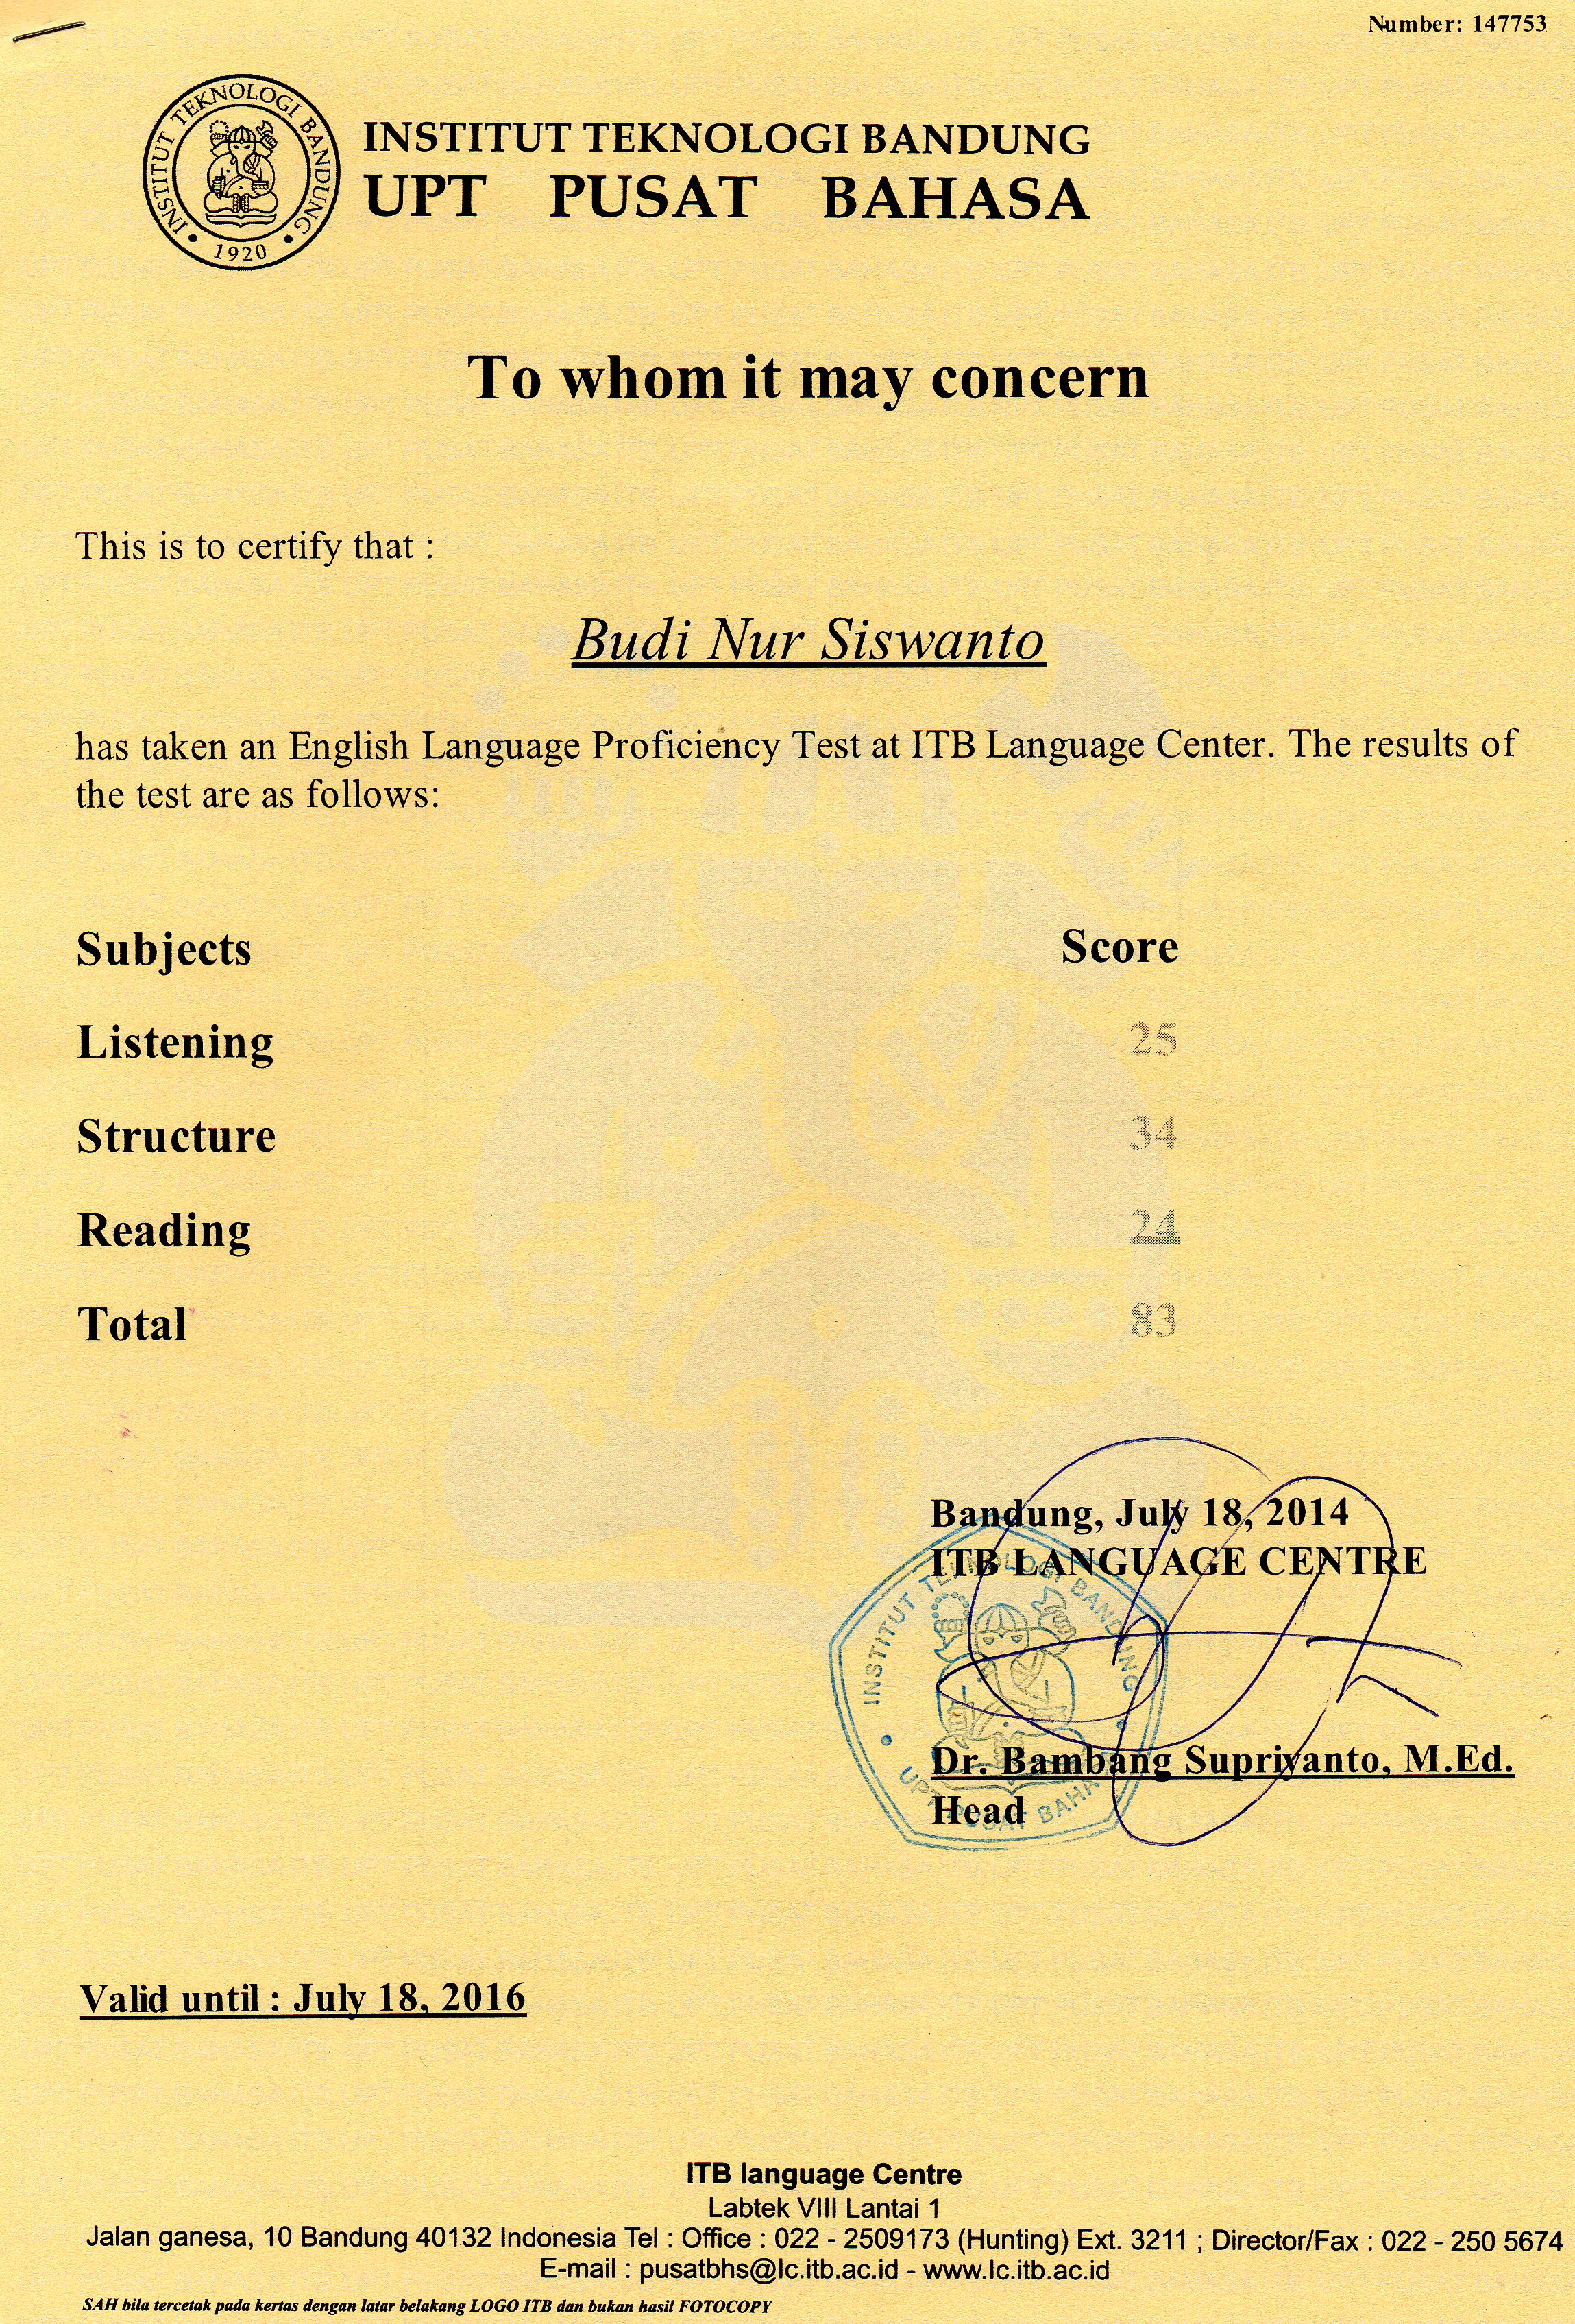 Number: 147753
INSTITUT TEKNOLOGI BANDUNG
1920
INSTITUT TEKNOLOGI BANDUNG
UPT PUSAT BAHASA
To whom it may concern
This is to certify that :
Budi Nur Siswanto
has taken an English Language Proficiency Test at ITB Language Center. The results of
the test are as follows:
Subjects Score
Listening 25
Structure 34
Reading 24
Total 83
Bandung, July 18, 2014
ITB LANGUAGE CENTRE
INSTITUT TEKNOLOGI BANDUNG
UPT PUSAT BAHASA
Dr. Bambang Supriyanto, M.Ed.
Head
Valid until : July 18, 2016
ITB language Centre
Labtek VIII Lantai 1
Jalan ganesa, 10 Bandung 40132 Indonesia Tel : Office : 022 - 2509173 (Hunting) Ext. 3211 ; Director/Fax : 022 - 250 5674
E-mail : pusatbhs@lc.itb.ac.id - www.lc.itb.ac.id
SAH bila tercetak pada kertas dengan latar belakang LOGO ITB dan bukan hasil FOTOCOPY